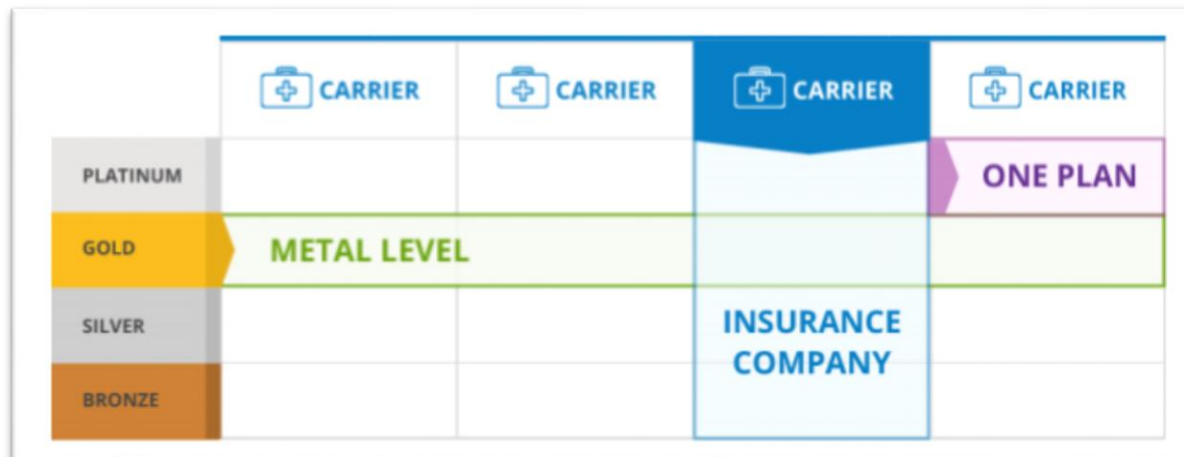 CARRIER CARRIER CARRIER CARRIER
PLATINUM ONE PLAN
GOLD METAL LEVEL
SILVER INSURANCE
COMPANY
BRONZE